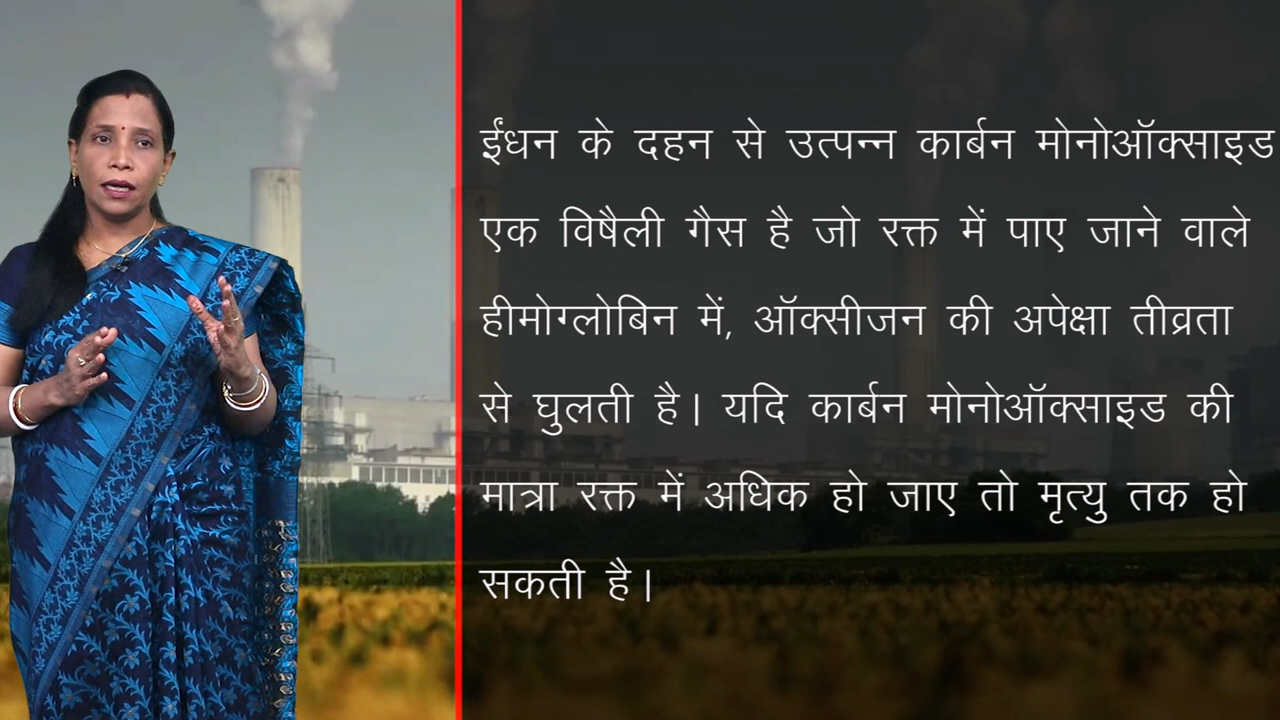 ईंधन के दहन से उत्पन्न कार्बन मोनोऑक्साइड
एक विषैली गैस है जो रक्त में पाए जाने वाले
हीमोग्लोबिन में, ऑक्सीजन की अपेक्षा तीव्रता
से घुलती है। यदि कार्बन मोनोऑक्साइड की
मात्रा रक्त में अधिक हो जाए तो मृत्यु तक हो
सकती है।